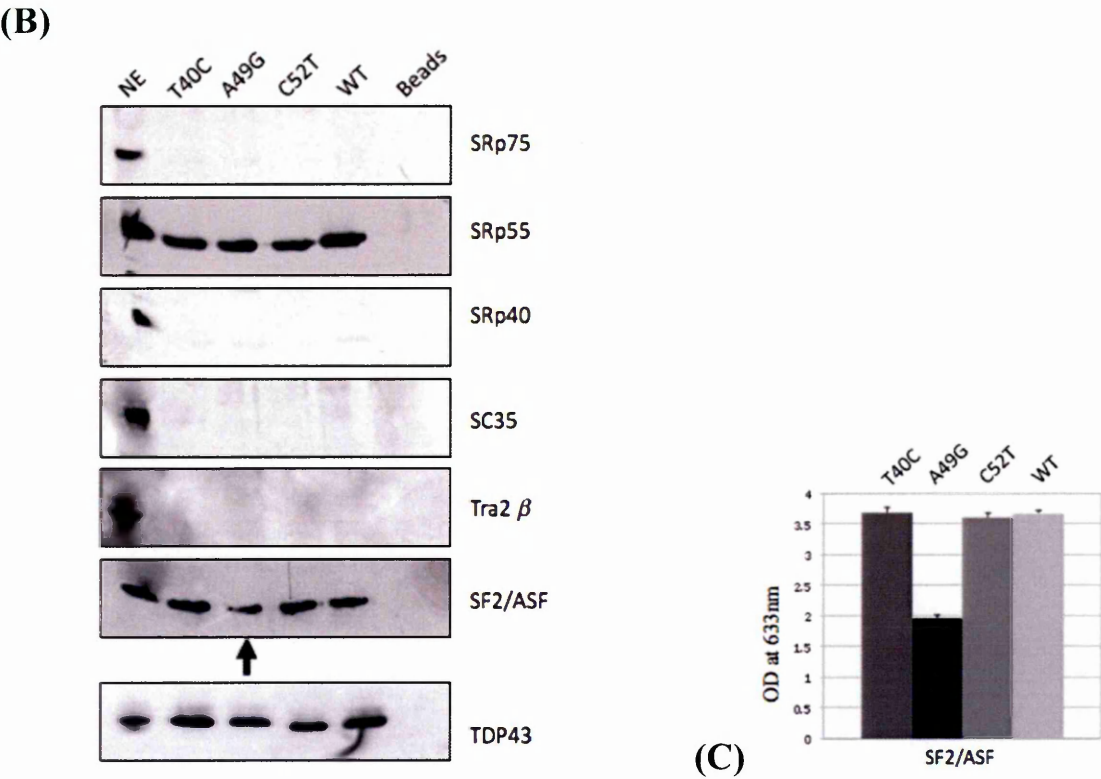 (B)
NE T40C A49G C52T WT Beads
SRp75
SRp55
SRp40
SC35
Tra2 β
SF2/ASF
TDP43
T40C A49G C52T WT
OD at 633nm
4
3.5
3
2.5
2
1.5
1
0.5
0
SF2/ASF
(C)